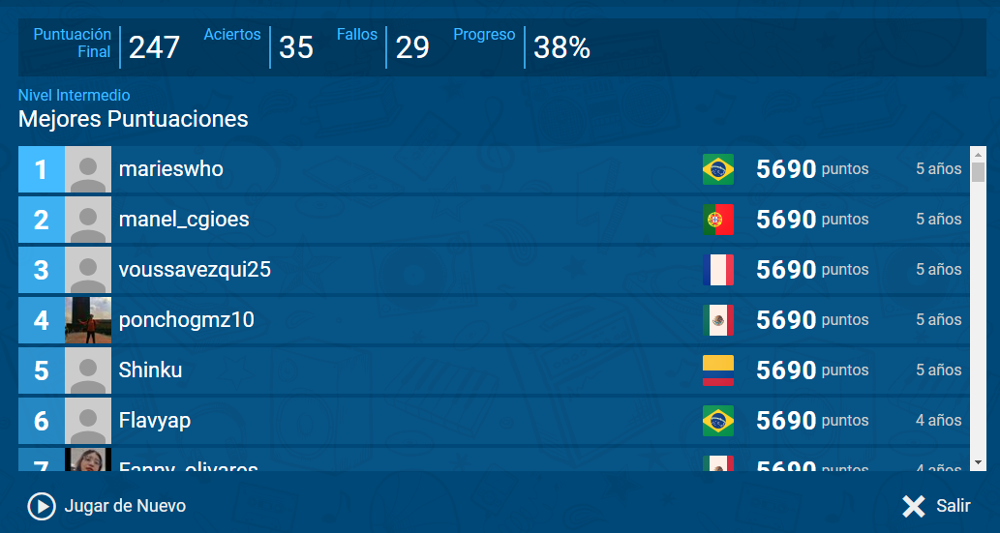 Puntuación Final 247 Aciertos 35 Fallos 29 Progreso 38%
Nivel Intermedio
Mejores Puntuaciones
1 marieswho 5690 puntos 5 años
2 manel_cgioes 5690 puntos 5 años
3 voussavezqui25 5690 puntos 5 años
4 ponchogmz10 5690 puntos 5 años
5 Shinku 5690 puntos 5 años
6 Flavyap 5690 puntos 4 años
7 Fanny_olivares 5690 puntos 4 años
Jugar de Nuevo Salir